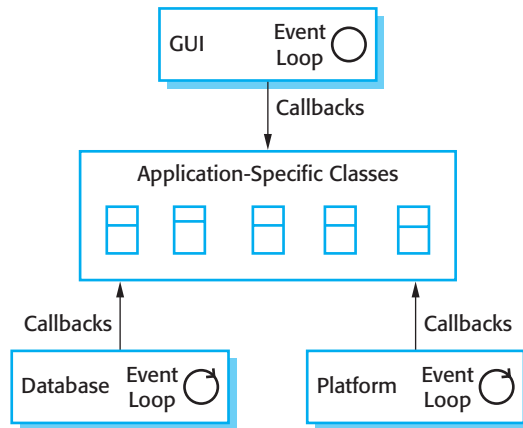 GUI
Event
Loop
Callbacks
Application-Specific Classes
Callbacks
Callbacks
Database
Event
Loop
Platform
Event
Loop